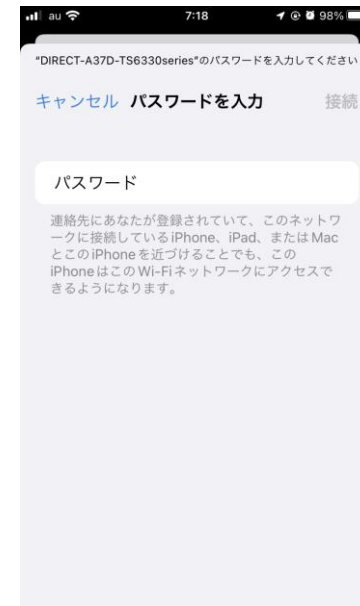 au 7:18 98%
"DIRECT-A37D-TS6330series"のパスワードを入力してください
キャンセル パスワードを入力 接続
パスワード
連絡先にあなたが登録されていて、このネットワ
ークに接続しているiPhone、iPad、またはMac
とこのiPhoneを近づけることでも、この
iPhoneはこのWi-Fiネットワークにアクセスで
きるようになります。